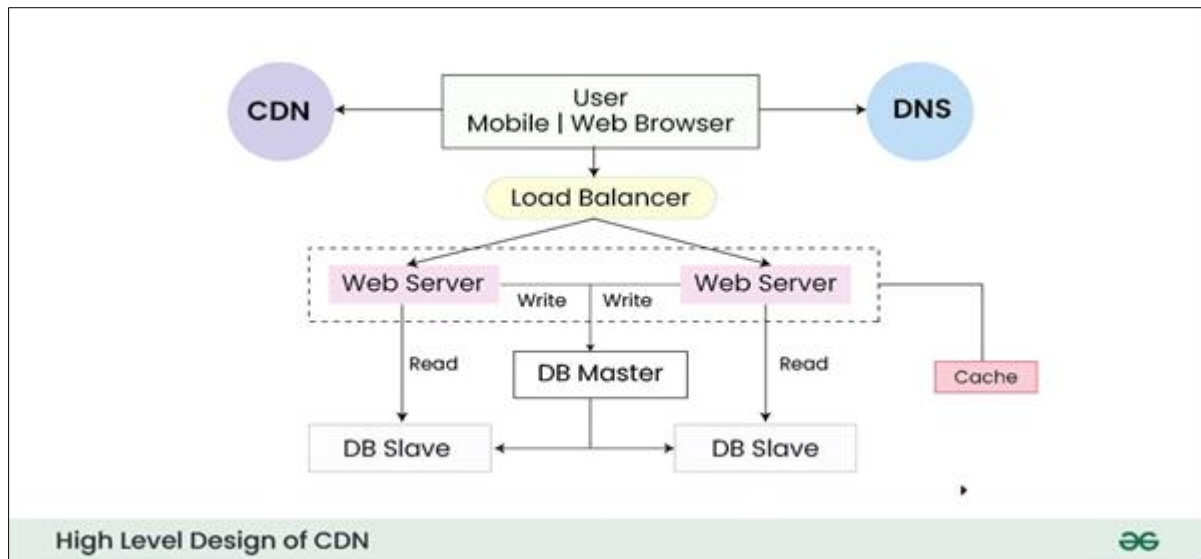 CDN
User
Mobile | Web Browser
DNS
Load Balancer
Web Server
Write
Write
Web Server
Read
DB Master
Read
Cache
DB Slave
DB Slave
High Level Design of CDN